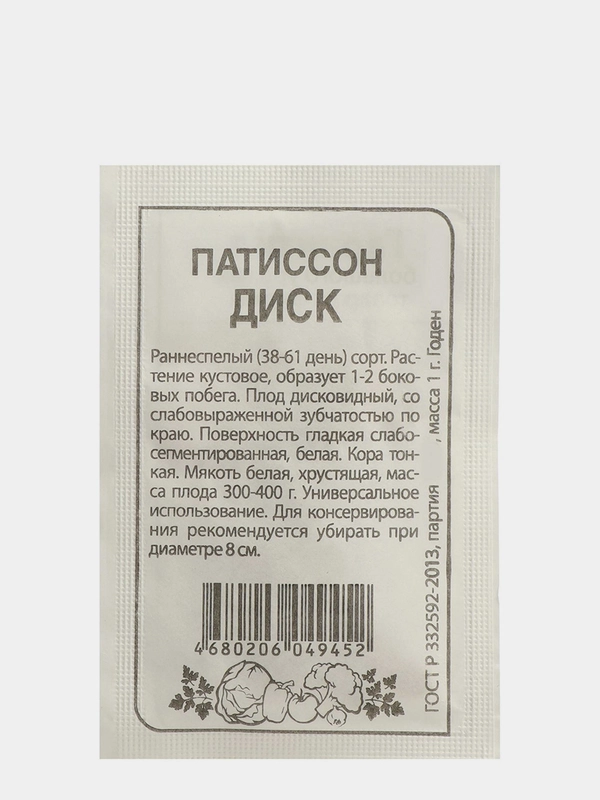 ПАТИССОН
ДИСК
Раннеспелый (38-61 день) сорт. Рас-
тение кустовое, образует 1-2 боко-
вых побега. Плод дисковидный, со
слабовыраженной зубчатостью по
краю. Поверхность гладкая слабо-
сегментированная, белая. Кора тон-
кая. Мякоть белая, хрустящая, мас-
са плода 300-400 г. Универсальное
использование. Для консервирова-
ния рекомендуется убирать при
диаметре 8 см.
4 680206 049452
ГОСТ Р 332592-2013, партия , масса 1 г. Годен